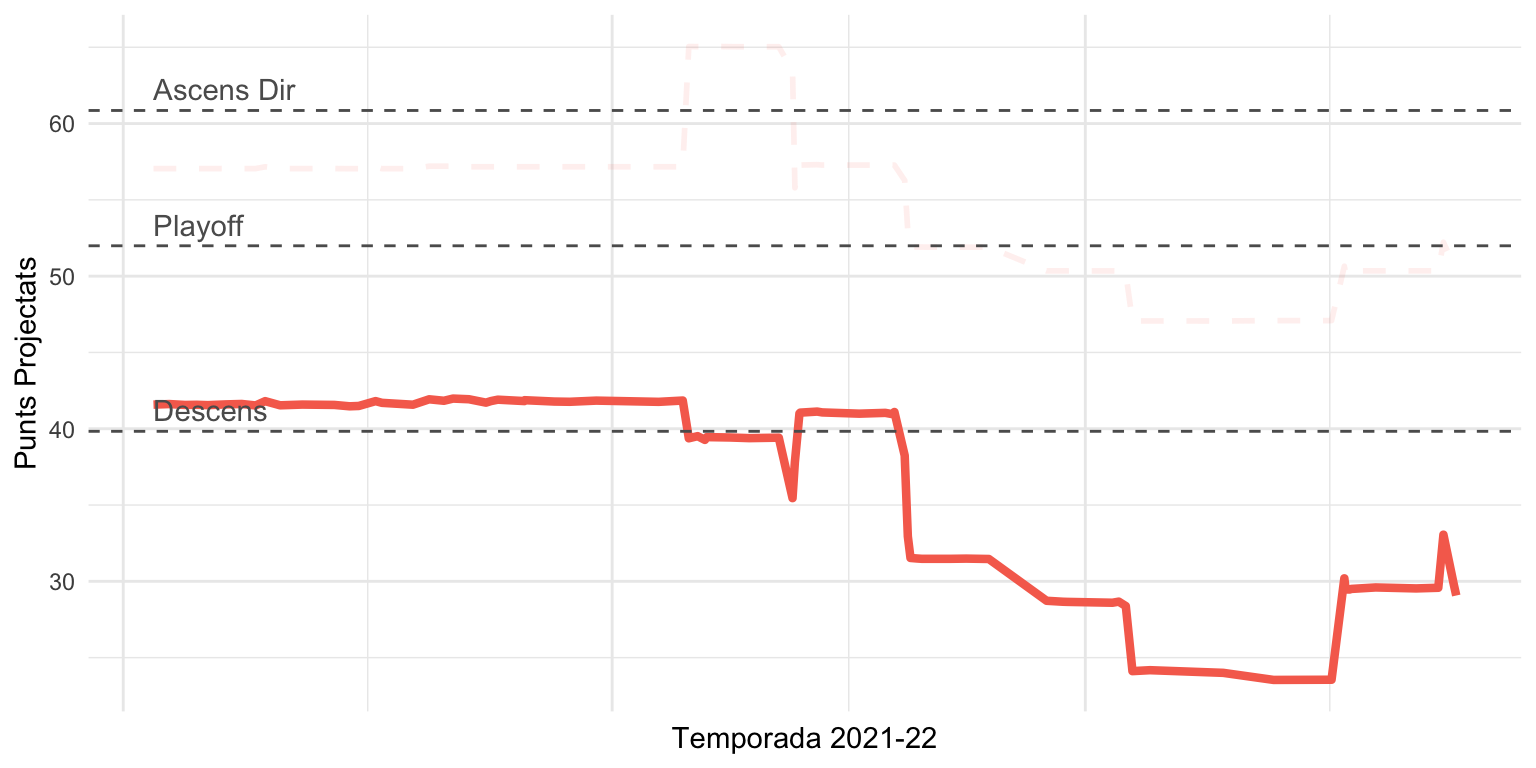 Ascens Dir
60
Playoff
50
Descens
40
30
Punts Projectats
Temporada 2021-22